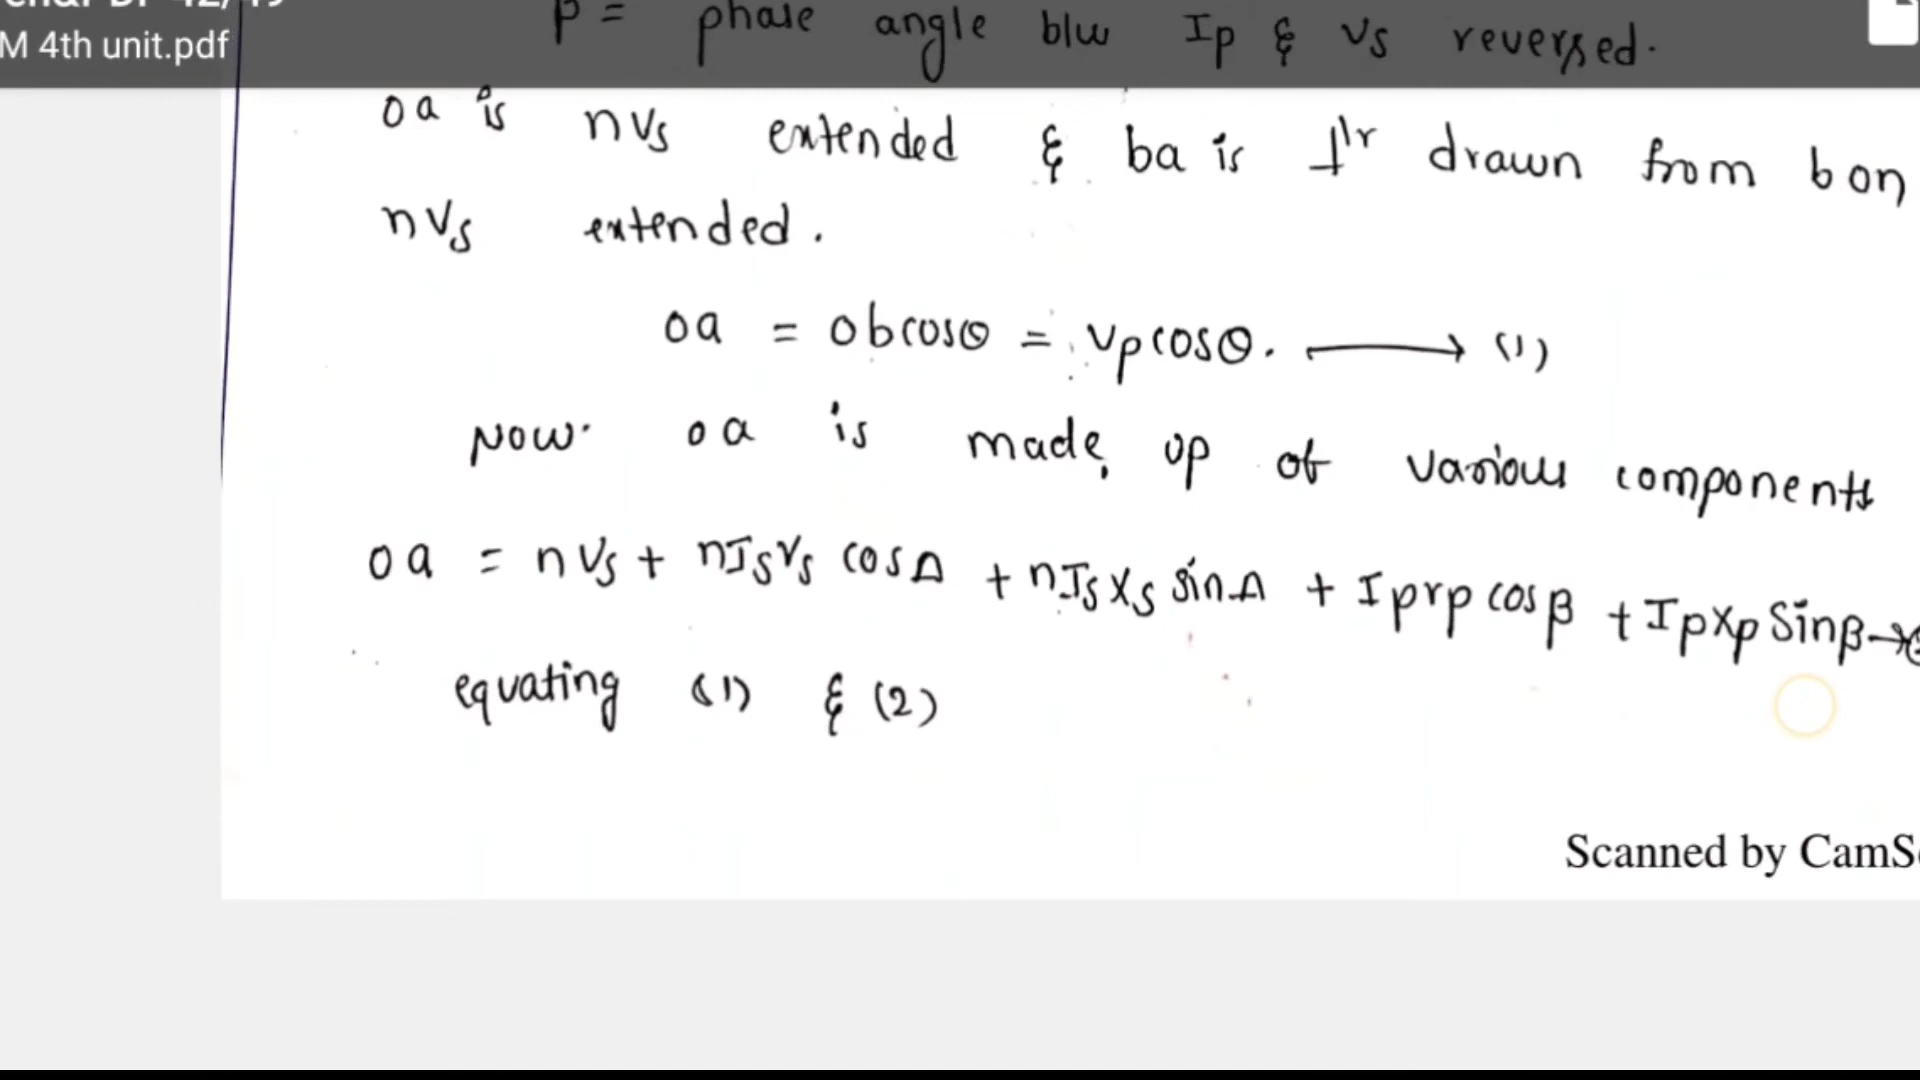 M 4th unit.pdf
β = phase angle b/w Ip & Vs reversed.
oa is nVs extended & ba is ⊥lr drawn from b on
nVs extended.
oa = obcosθ = Vpcosθ. ⟶ (1)
Now oa is made up of various components
oa = nVs + nIsrs cosΔ + nIsXs sinΔ + Iprp cosβ + IpXp Sinβ→
equating (1) & (2)
Scanned by CamS